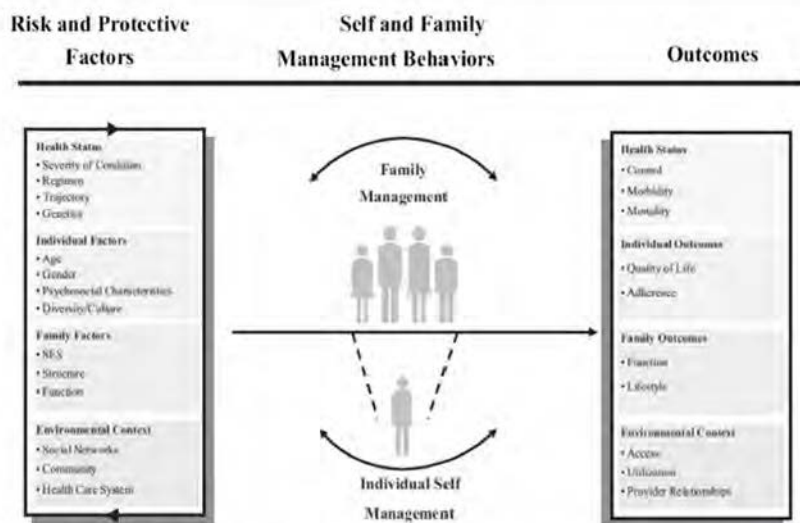 Risk and Protective
Factors
Self and Family
Management Behaviors
Outcomes
Health Status
• Severity of Condition
• Regimen
• Trajectory
• Genetics
Individual Factors
• Age
• Gender
• Psychosocial Characteristics
• Diversity/Culture
Family Factors
• SES
• Structure
• Function
Environmental Context
• Social Networks
• Community
• Health Care System
Family
Management
Individual Self
Management
Health Status
• Control
• Morbidity
• Mortality
Individual Outcomes
• Quality of Life
• Adherence
Family Outcomes
• Function
• Lifestyle
Environmental Context
• Access
• Utilization
• Provider Relationships